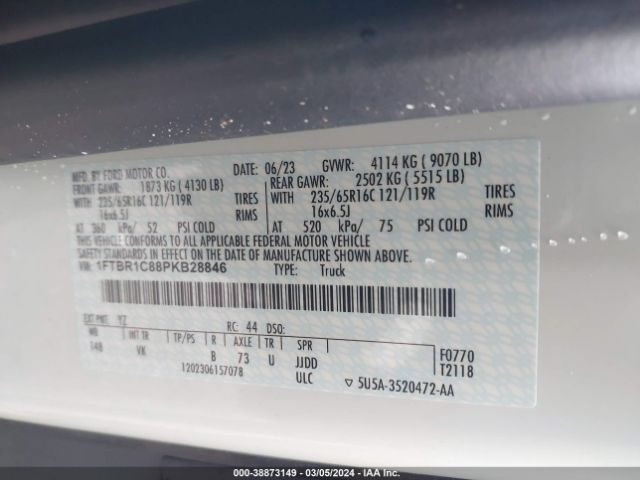 MFD. BY FORD MOTOR CO.
DATE: 06/23 GVWR: 4114 KG ( 9070 LB)
FRONT GAWR: 1873 KG ( 4130 LB)
REAR GAWR: 2502 KG ( 5515 LB)
WITH 235/65R16C 121/119R TIRES
WITH 235/65R16C 121/119R TIRES
16x6.5J RIMS
16x6.5J RIMS
AT 360 kPa/ 52 PSI COLD
AT 520 kPa/ 75 PSI COLD
THIS VEHICLE CONFORMS TO ALL APPLICABLE FEDERAL MOTOR VEHICLE
SAFETY STANDARDS IN EFFECT ON THE DATE OF MANUFACTURE SHOWN ABOVE.
VIN: 1FTBR1C88PKB28846 TYPE: Truck
EXT PNT: YZ RC: 44 DSO:
WB INT TR TP/PS R AXLE TR SPR
148 VK B 73 U JJDD
F0770
T2118
1202306157078 ULC
▽ 5U5A-3520472-AA
000-38873149 - 03/05/2024 - IAA Inc.